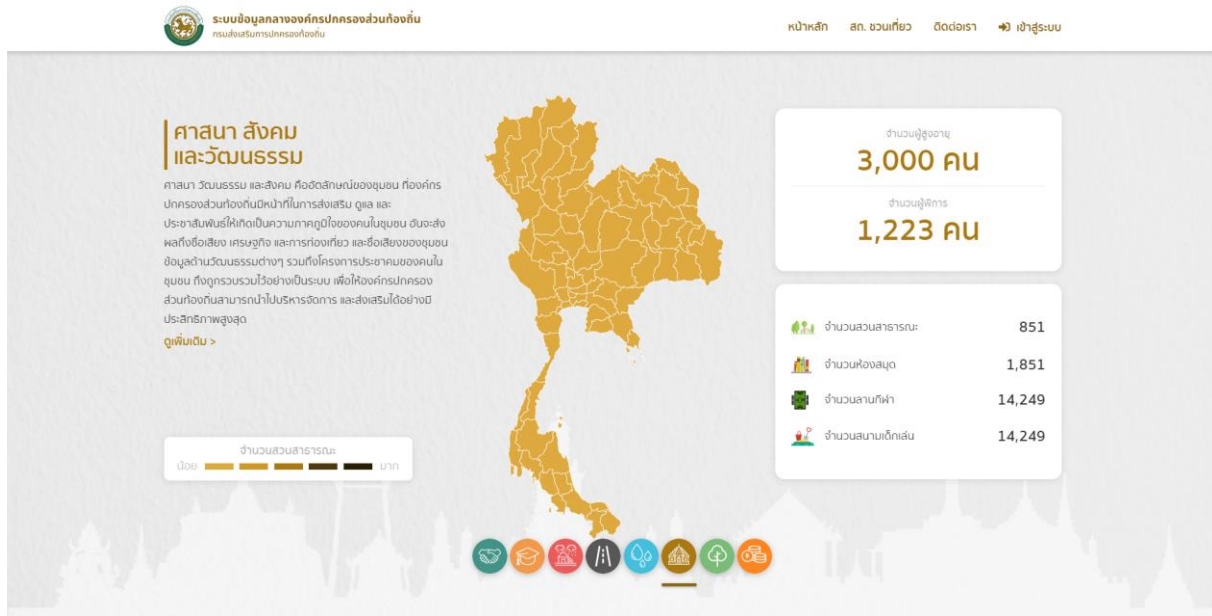 ระบบข้อมูลกลางองค์กรปกครองส่วนท้องถิ่น
กรมส่งเสริมการปกครองท้องถิ่น
หน้าหลัก สถ. ชวนเที่ยว ติดต่อเรา เข้าสู่ระบบ
ศาสนา สังคม
และวัฒนธรรม
ศาสนา วัฒนธรรม และสังคม คืออัตลักษณ์ของชุมชน ที่องค์กร
ปกครองส่วนท้องถิ่นมีหน้าที่ในการส่งเสริม ดูแล และ
ประชาสัมพันธ์ให้เกิดเป็นความภาคภูมิใจของคนในชุมชน อันจะส่ง
ผลถึงชื่อเสียง เศรษฐกิจ และการท่องเที่ยว และชื่อเสียงของชุมชน
ข้อมูลด้านวัฒนธรรมต่างๆ รวมถึงโครงการประชาคมของคนใน
ชุมชน ถึงถูกรวบรวมไว้อย่างเป็นระบบ เพื่อให้องค์กรปกครอง
ส่วนท้องถิ่นสามารถนำไปบริหารจัดการ และส่งเสริมได้อย่างมี
ประสิทธิภาพสูงสุด
ดูเพิ่มเติม >
จำนวนสวนสาธารณะ
น้อย มาก
จำนวนผู้สูงอายุ
3,000 คน
จำนวนผู้พิการ
1,223 คน
จำนวนสวนสาธารณะ 851
จำนวนห้องสมุด 1,851
จำนวนลานกีฬา 14,249
จำนวนสนามเด็กเล่น 14,249